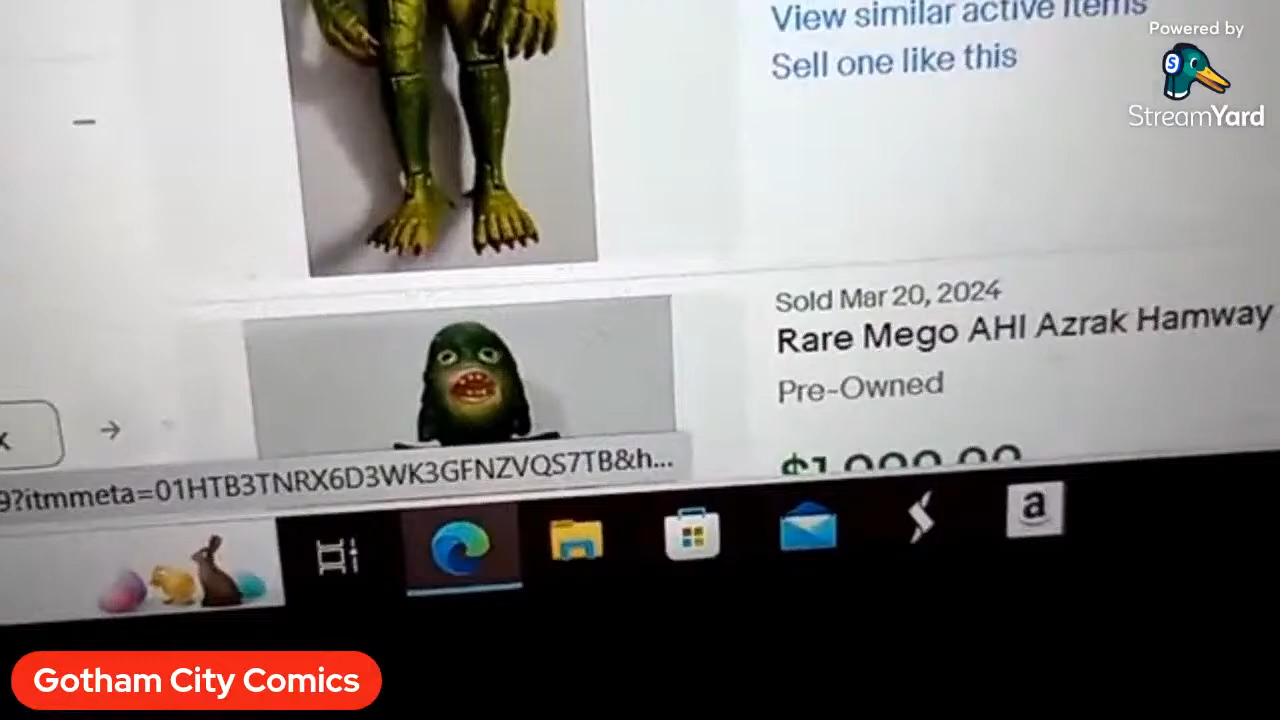 View similar active items
Sell one like this
Powered by
S
StreamYard
Sold Mar 20, 2024
Rare Mego AHI Azrak Hamway
Pre-Owned
9?itmmeta=01HTB3TNRX6D3WK3GFNZVQS7TB&h...
a
Gotham City Comics